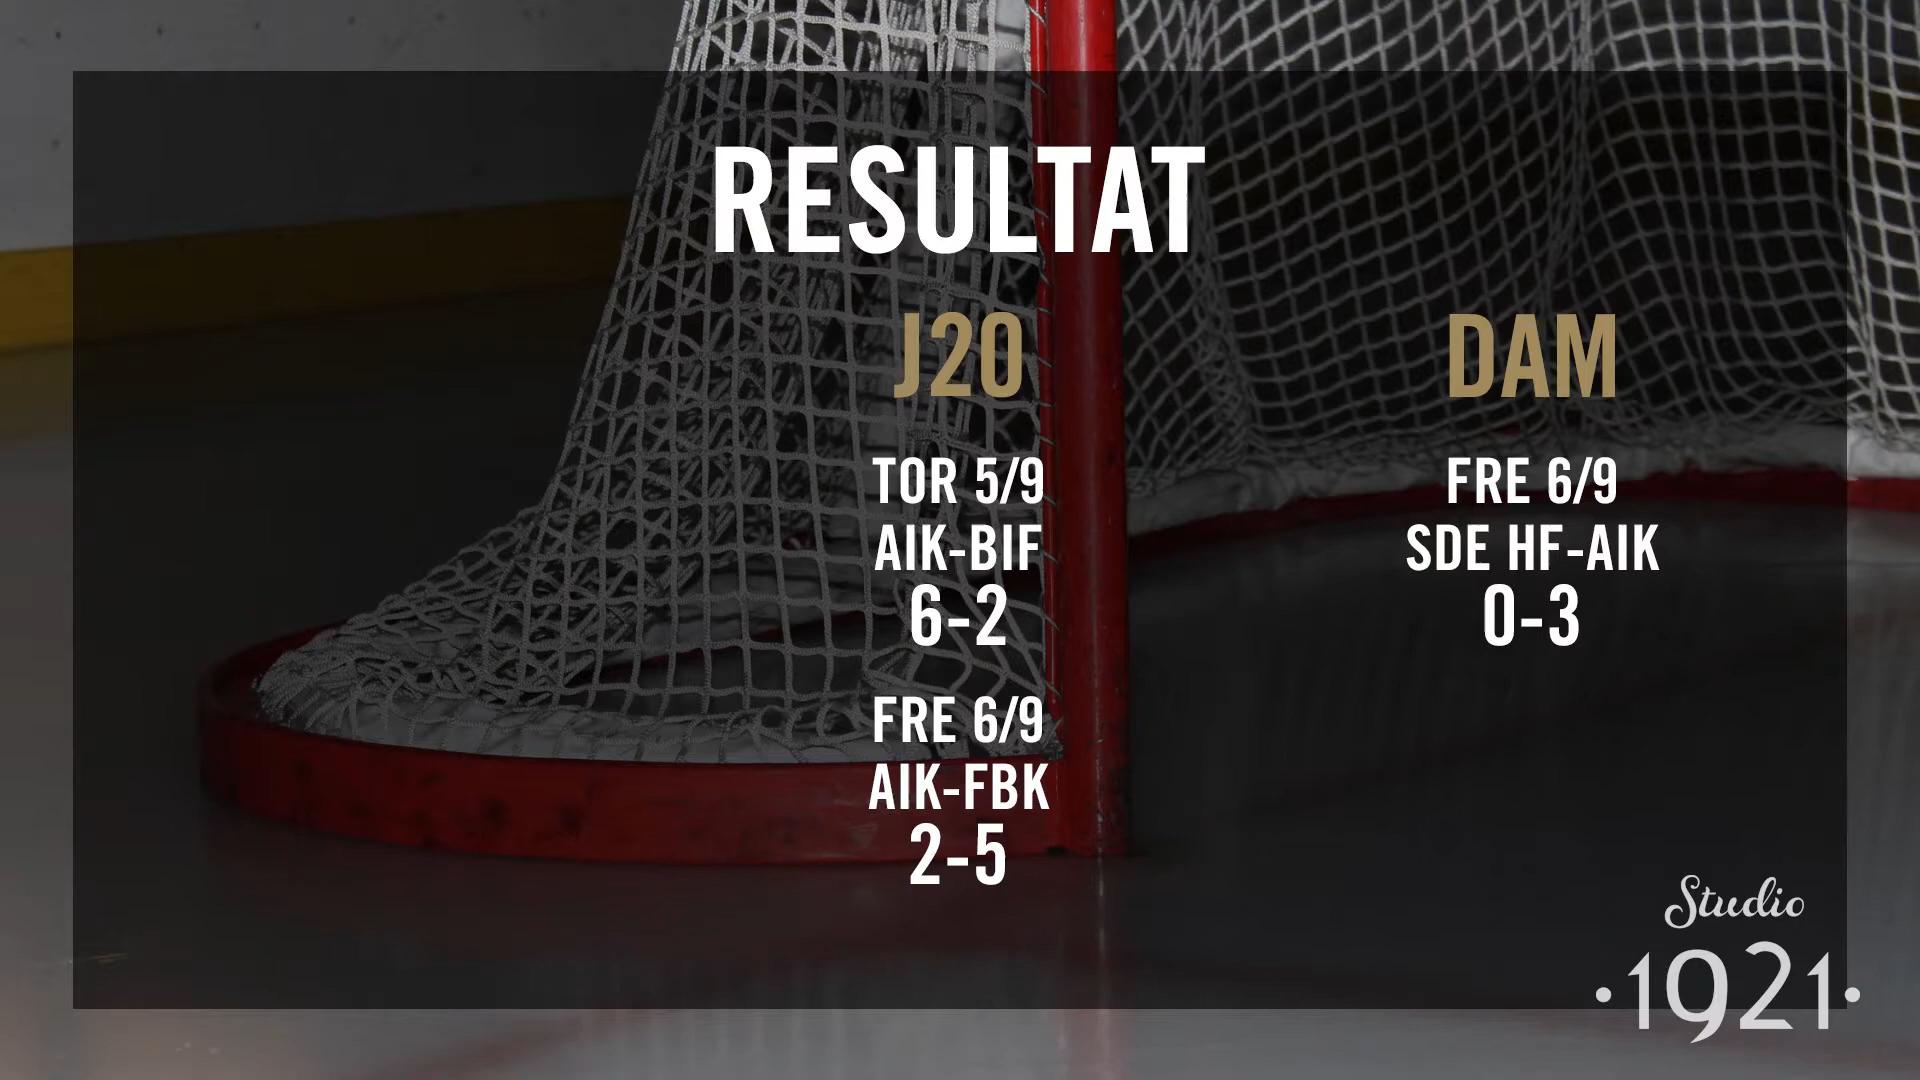 RESULTAT
J20
TOR 5/9
AIK-BIF
6-2
FRE 6/9
AIK-FBK
2-5
DAM
FRE 6/9
SDE HF-AIK
0-3
Studio
·1921·